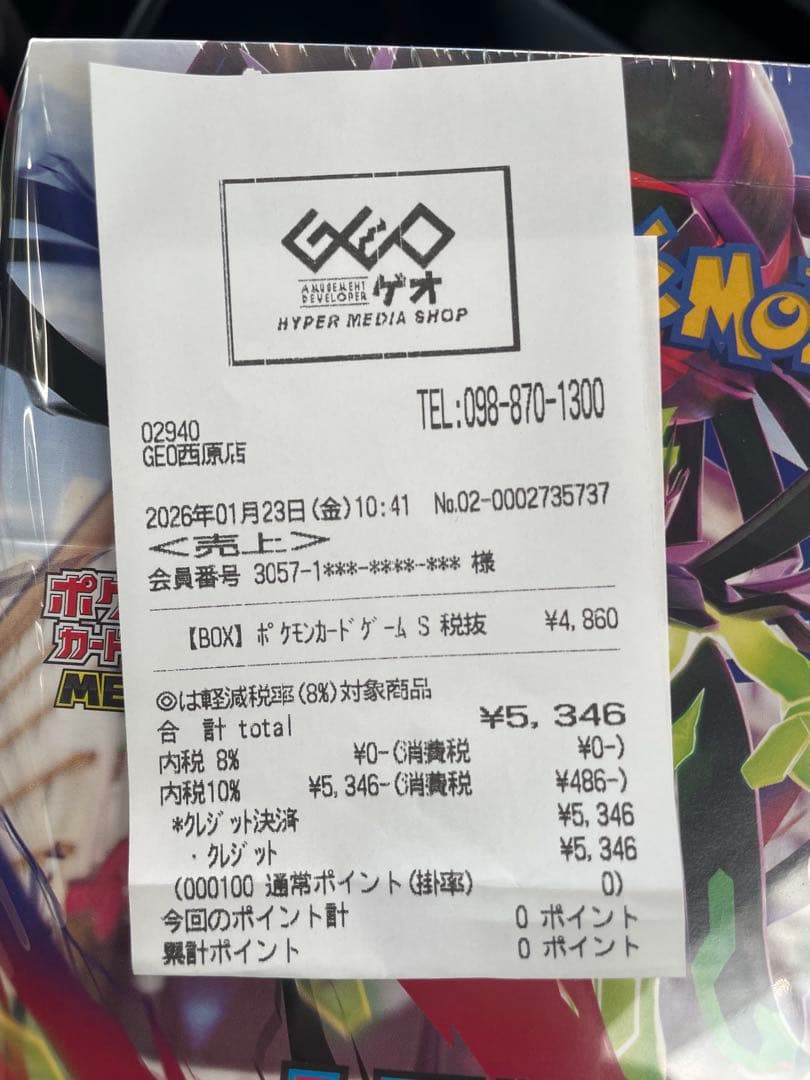 GEO
AMUSEMENT
DEVELOPER ゲオ
HYPER MEDIA SHOP
TEL:098-870-1300
02940
GEO西原店
2026年01月23日(金)10:41 No.02-0002735737
<売上>
会員番号 3057-1***-****-*** 様
【BOX】ポケモンカードゲーム S 税抜 ¥4,860
◎は軽減税率(8%)対象商品
合 計 total ¥5,346
内税 8% ¥0-(消費税 ¥0-)
内税10% ¥5,346-(消費税 ¥486-)
*クレジット決済 ¥5,346
・クレジット ¥5,346
(000100 通常ポイント(掛率) 0)
今回のポイント計 0 ポイント
累計ポイント 0 ポイント
ポケ
カード
ME